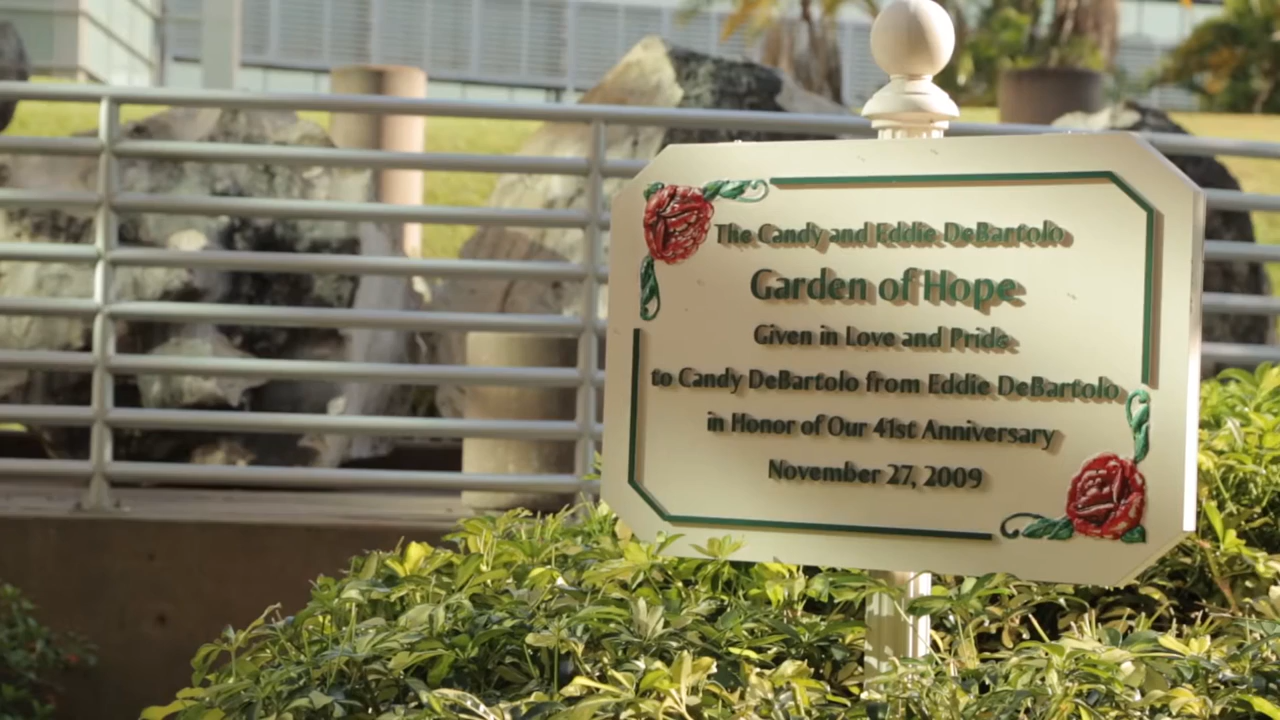 The Candy and Eddie DeBartolo
Garden of Hope
Given in Love and Pride
to Candy DeBartolo from Eddie DeBartolo
in Honor of Our 41st Anniversary
November 27, 2009